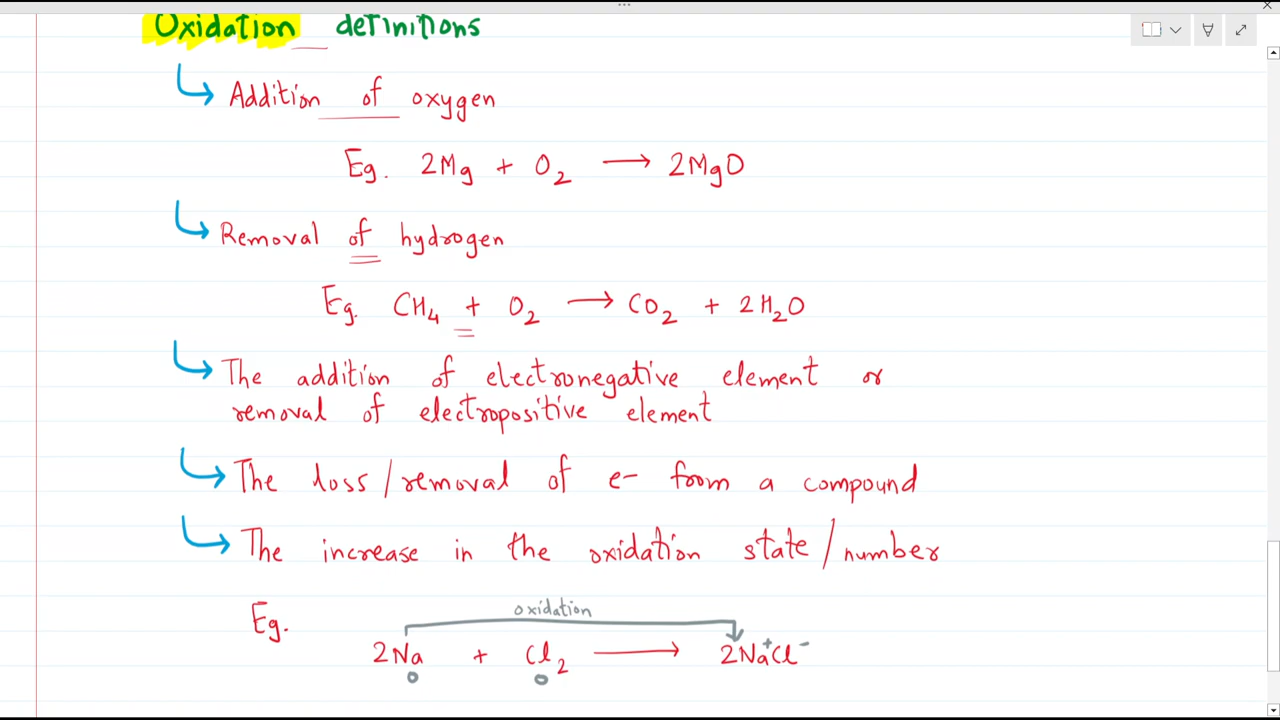 Oxidation definitions
Addition of oxygen
Eg. 2Mg + O₂ → 2MgO
Removal of hydrogen
Eg. CH₄ + O₂ → CO₂ + 2H₂O
The addition of electronegative element or
removal of electropositive element
The loss/removal of e- from a compound
The increase in the oxidation state/number
Eg.
oxidation
2Na + Cl₂ → 2Na⁺Cl⁻
0 0